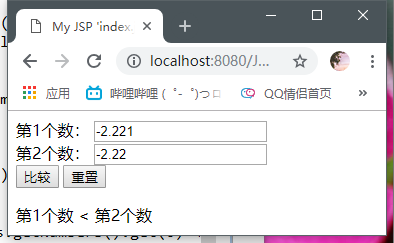 My JSP 'index.
localhost:8080/J...
应用
哔哩哔哩 ( ゜- ゜)つロ
QQ情侣首页
»
第1个数： -2.221
第2个数： -2.22
比较 重置
第1个数 < 第2个数